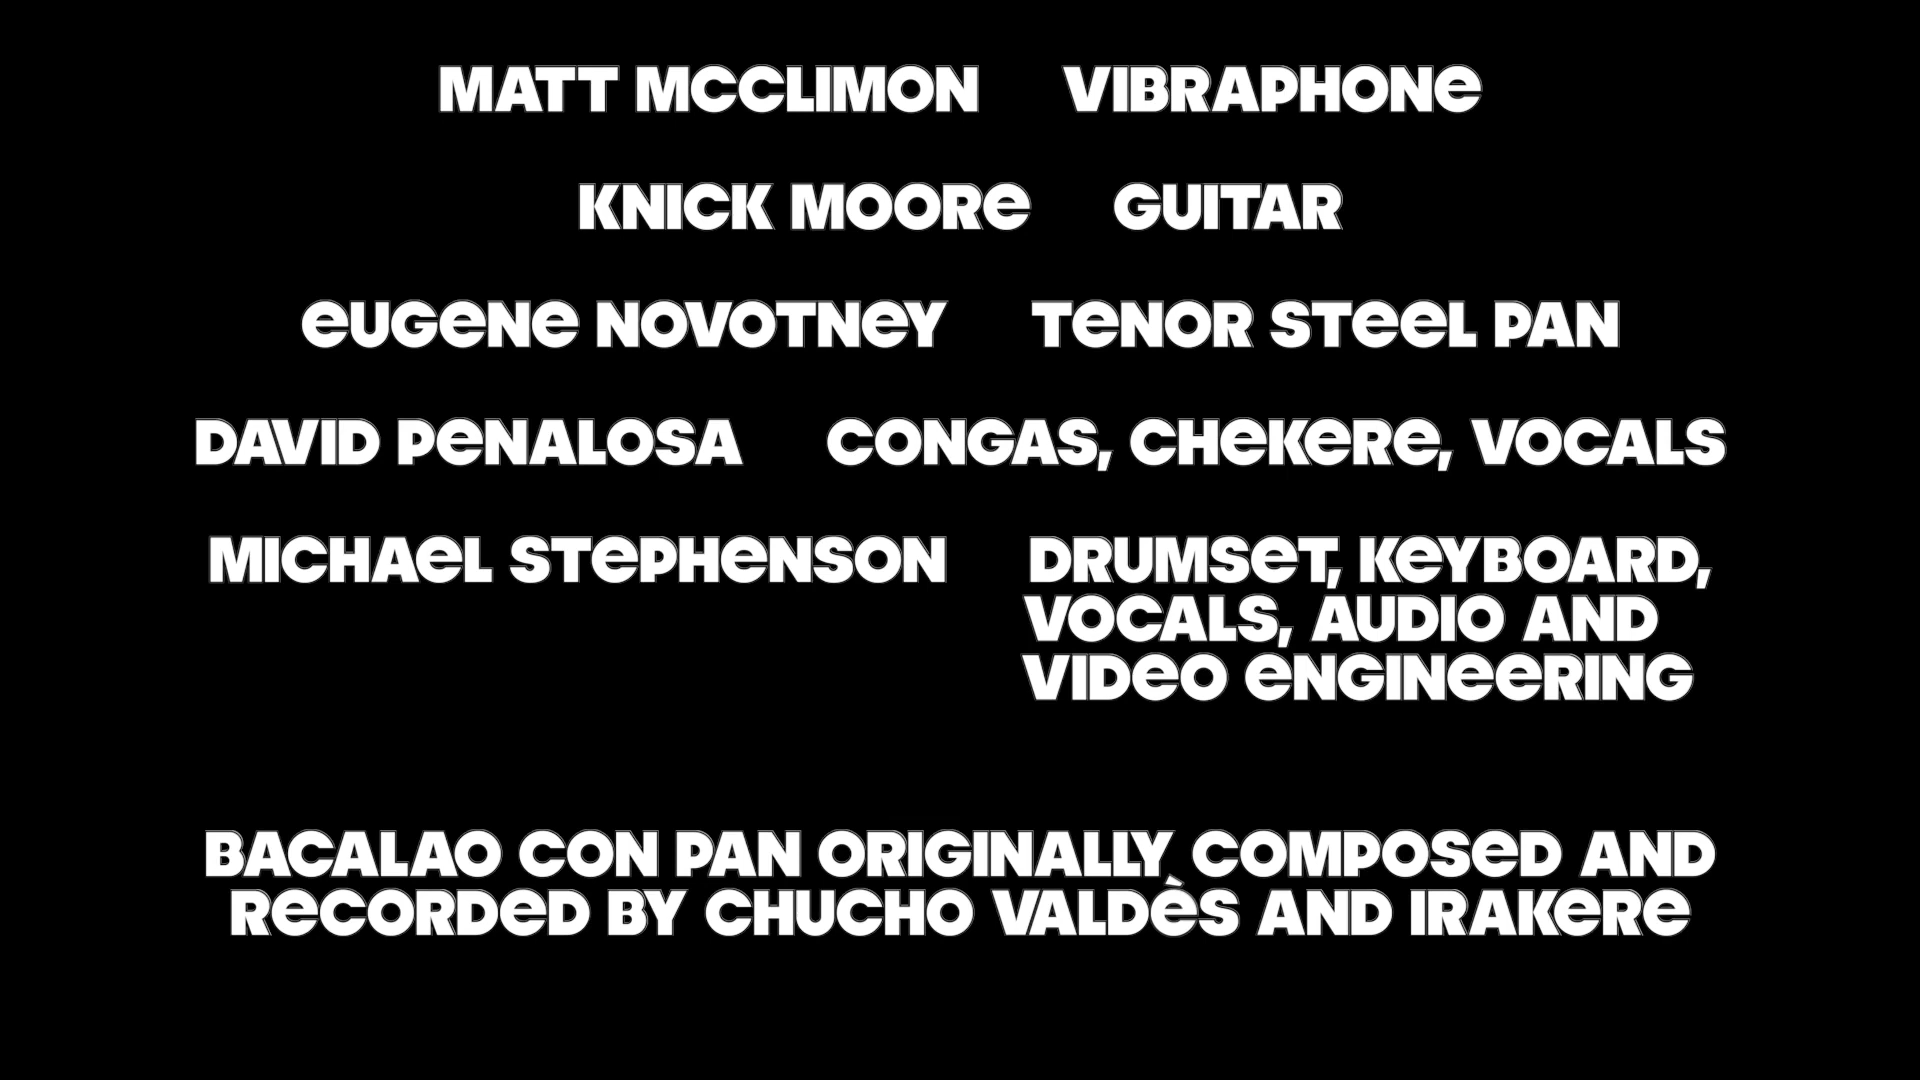 MATT MCCLIMON VIBRAPHONE
KNICK MOORE GUITAR
EUGENE NOVOTNEY TENOR STEEL PAN
DAVID PENALOSA CONGAS, CHEKERE, VOCALS
MICHAEL STEPHENSON DRUMSET, KEYBOARD,
VOCALS, AUDIO AND
VIDEO ENGINEERING
BACALAO CON PAN ORIGINALLY COMPOSED AND
RECORDED BY CHUCHO VALDÈS AND IRAKERE